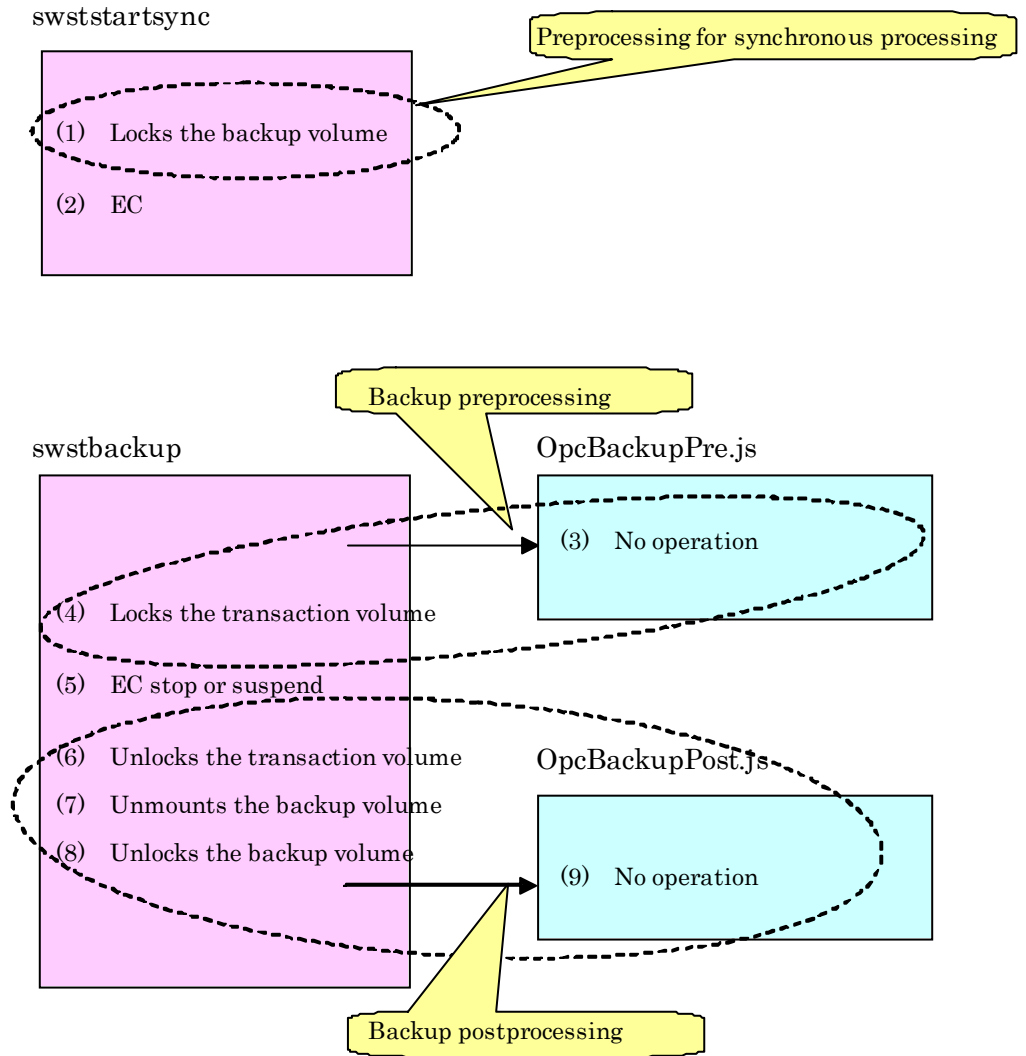 swststartsync
Preprocessing for synchronous processing
(1) Locks the backup volume
(2) EC
Backup preprocessing
swstbackup
OpcBackupPre.js
(3) No operation
(4) Locks the transaction volume
(5) EC stop or suspend
(6) Unlocks the transaction volume
OpcBackupPost.js
(7) Unmounts the backup volume
(8) Unlocks the backup volume
(9) No operation
Backup postprocessing